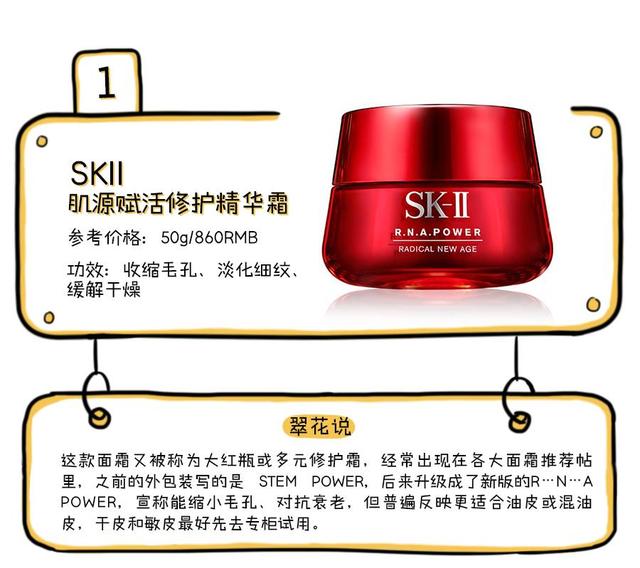 1
SKII
肌源赋活修护精华霜
参考价格：50g/860RMB
功效：收缩毛孔、淡化细纹、
缓解干燥
SK-II
R.N.A.POWER
RADICAL NEW AGE
翠花说
这款面霜又被称为大红瓶或多元修护霜，经常出现在各大面霜推荐帖
里，之前的外包装写的是 STEM POWER，后来升级成了新版的R…N…A
POWER，宣称能缩小毛孔、对抗衰老，但普遍反映更适合油皮或混油
皮，干皮和敏皮最好先去专柜试用。